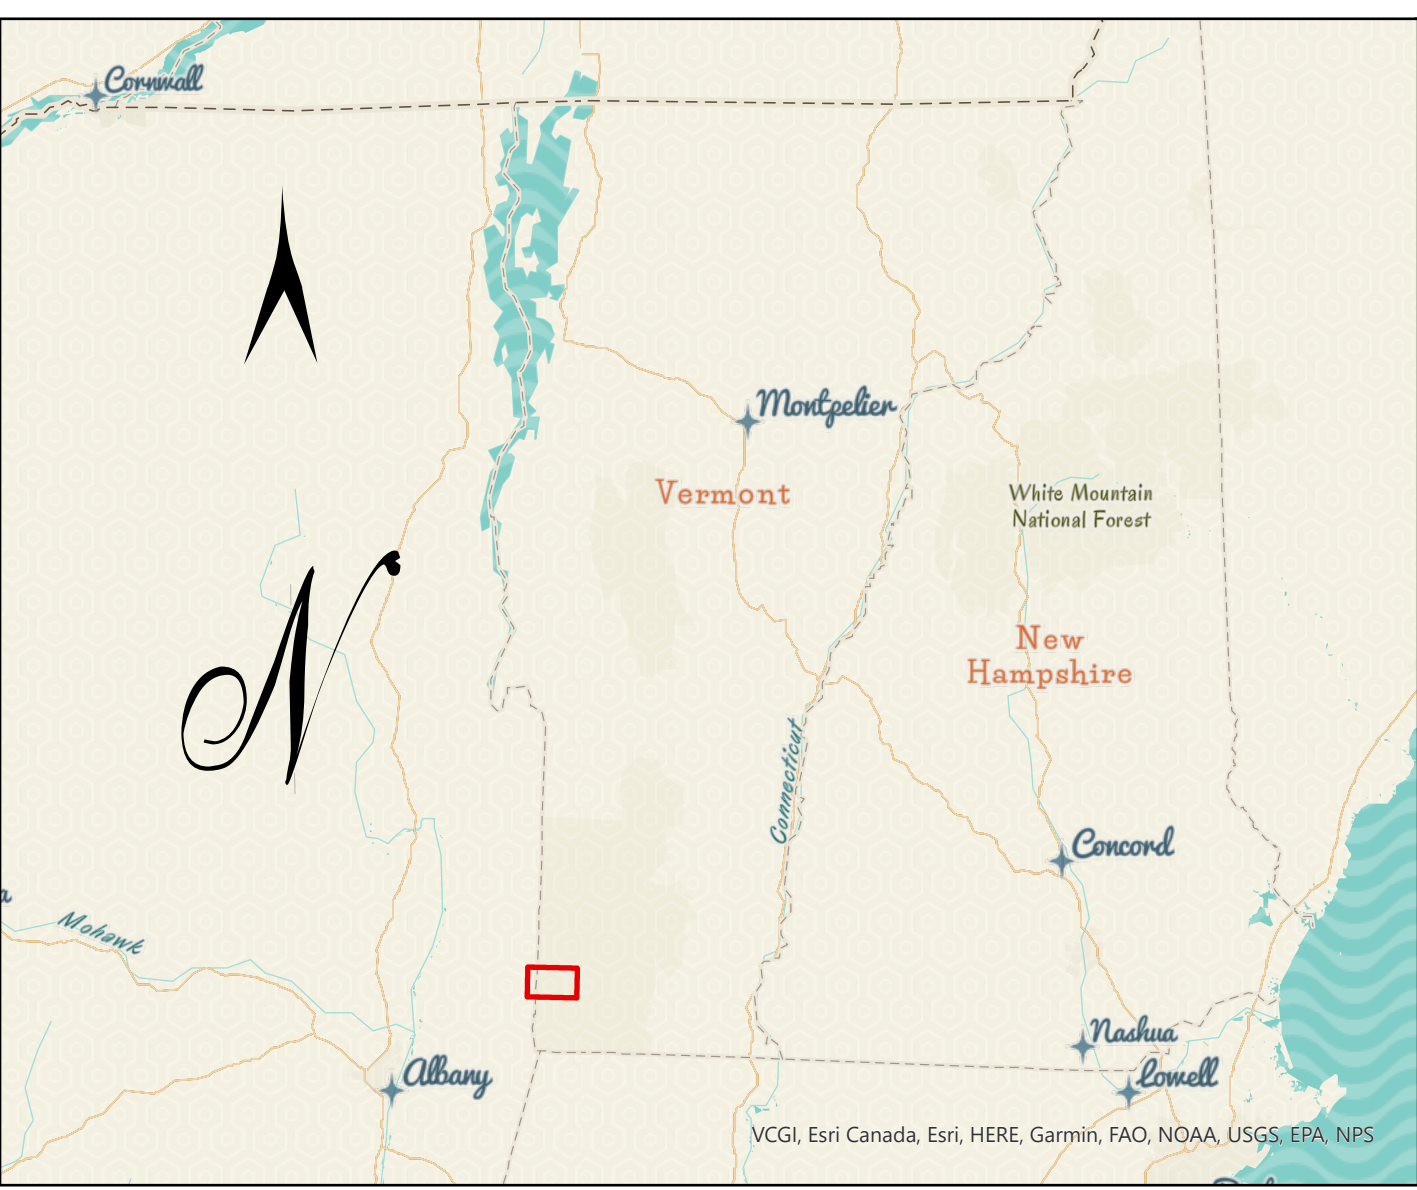 Cornwall
Montpelier
Vermont
White Mountain
National Forest
N
New
Hampshire
Connecticut
Concord
a
Mohawk
Nashua
Albany
Lowell
VCGI, Esri Canada, Esri, HERE, Garmin, FAO, NOAA, USGS, EPA, NPS